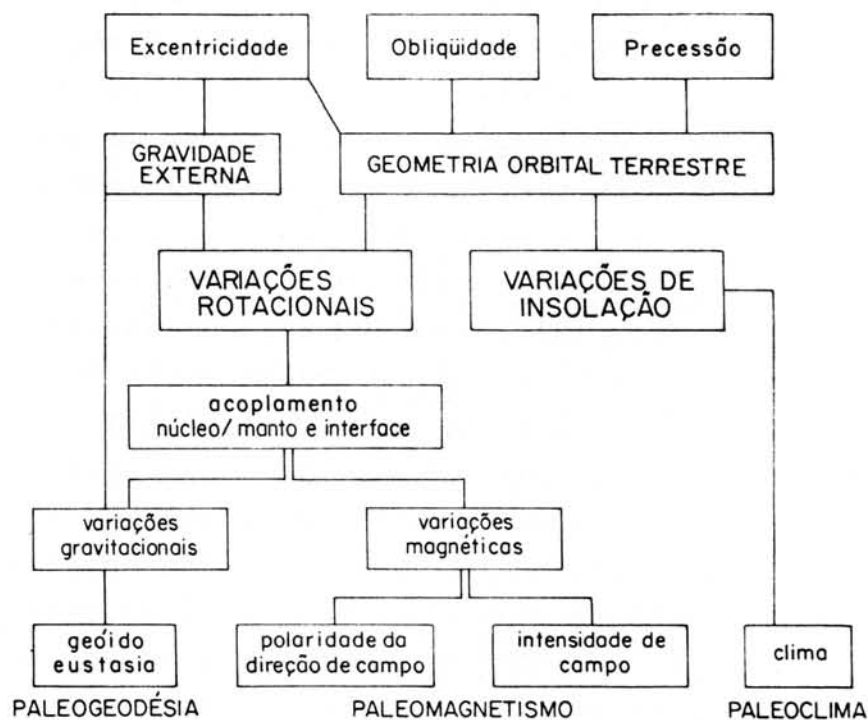 Excentricidade
Obliqüidade
Precessão
GRAVIDADE
EXTERNA
GEOMETRIA ORBITAL TERRESTRE
VARIAÇÕES
ROTACIONAIS
VARIAÇÕES DE
INSOLAÇÃO
acoplamento
núcleo/manto e interface
variações
gravitacionais
variações
magnéticas
geóido
eustasia
polaridade da
direção de campo
intensidade de
campo
clima
PALEOGEODÉSIA
PALEOMAGNETISMO
PALEOCLIMA